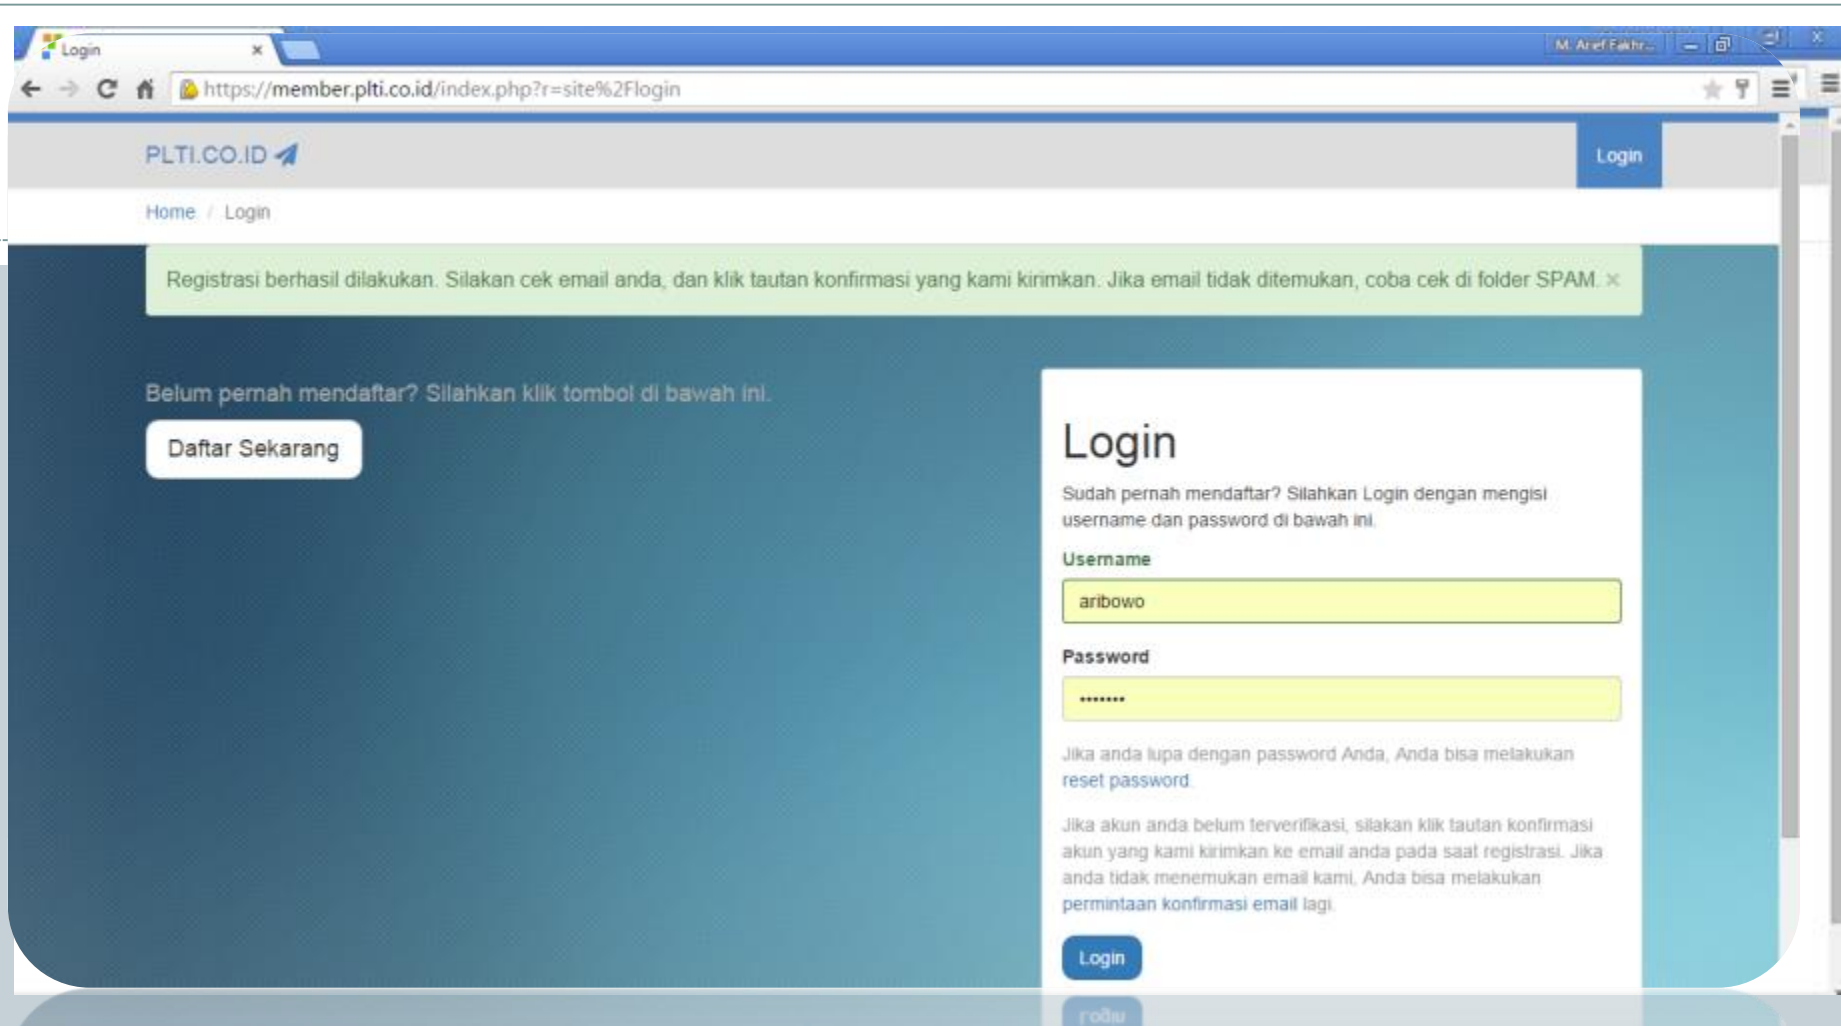 Login
M. Arief Fakhr...
https://member.plti.co.id/index.php?r=site%2Flogin
PLTI.CO.ID
Login
Home / Login
Registrasi berhasil dilakukan. Silakan cek email anda, dan klik tautan konfirmasi yang kami kirimkan. Jika email tidak ditemukan, coba cek di folder SPAM. ×
Belum pernah mendaftar? Silahkan klik tombol di bawah ini.
Daftar Sekarang
Login
Sudah pernah mendaftar? Silahkan Login dengan mengisi
username dan password di bawah ini.
Username
aribowo
Password
•••••••
Jika anda lupa dengan password Anda, Anda bisa melakukan
reset password.
Jika akun anda belum terverifikasi, silakan klik tautan konfirmasi
akun yang kami kirimkan ke email anda pada saat registrasi. Jika
anda tidak menemukan email kami, Anda bisa melakukan
permintaan konfirmasi email lagi.
Login